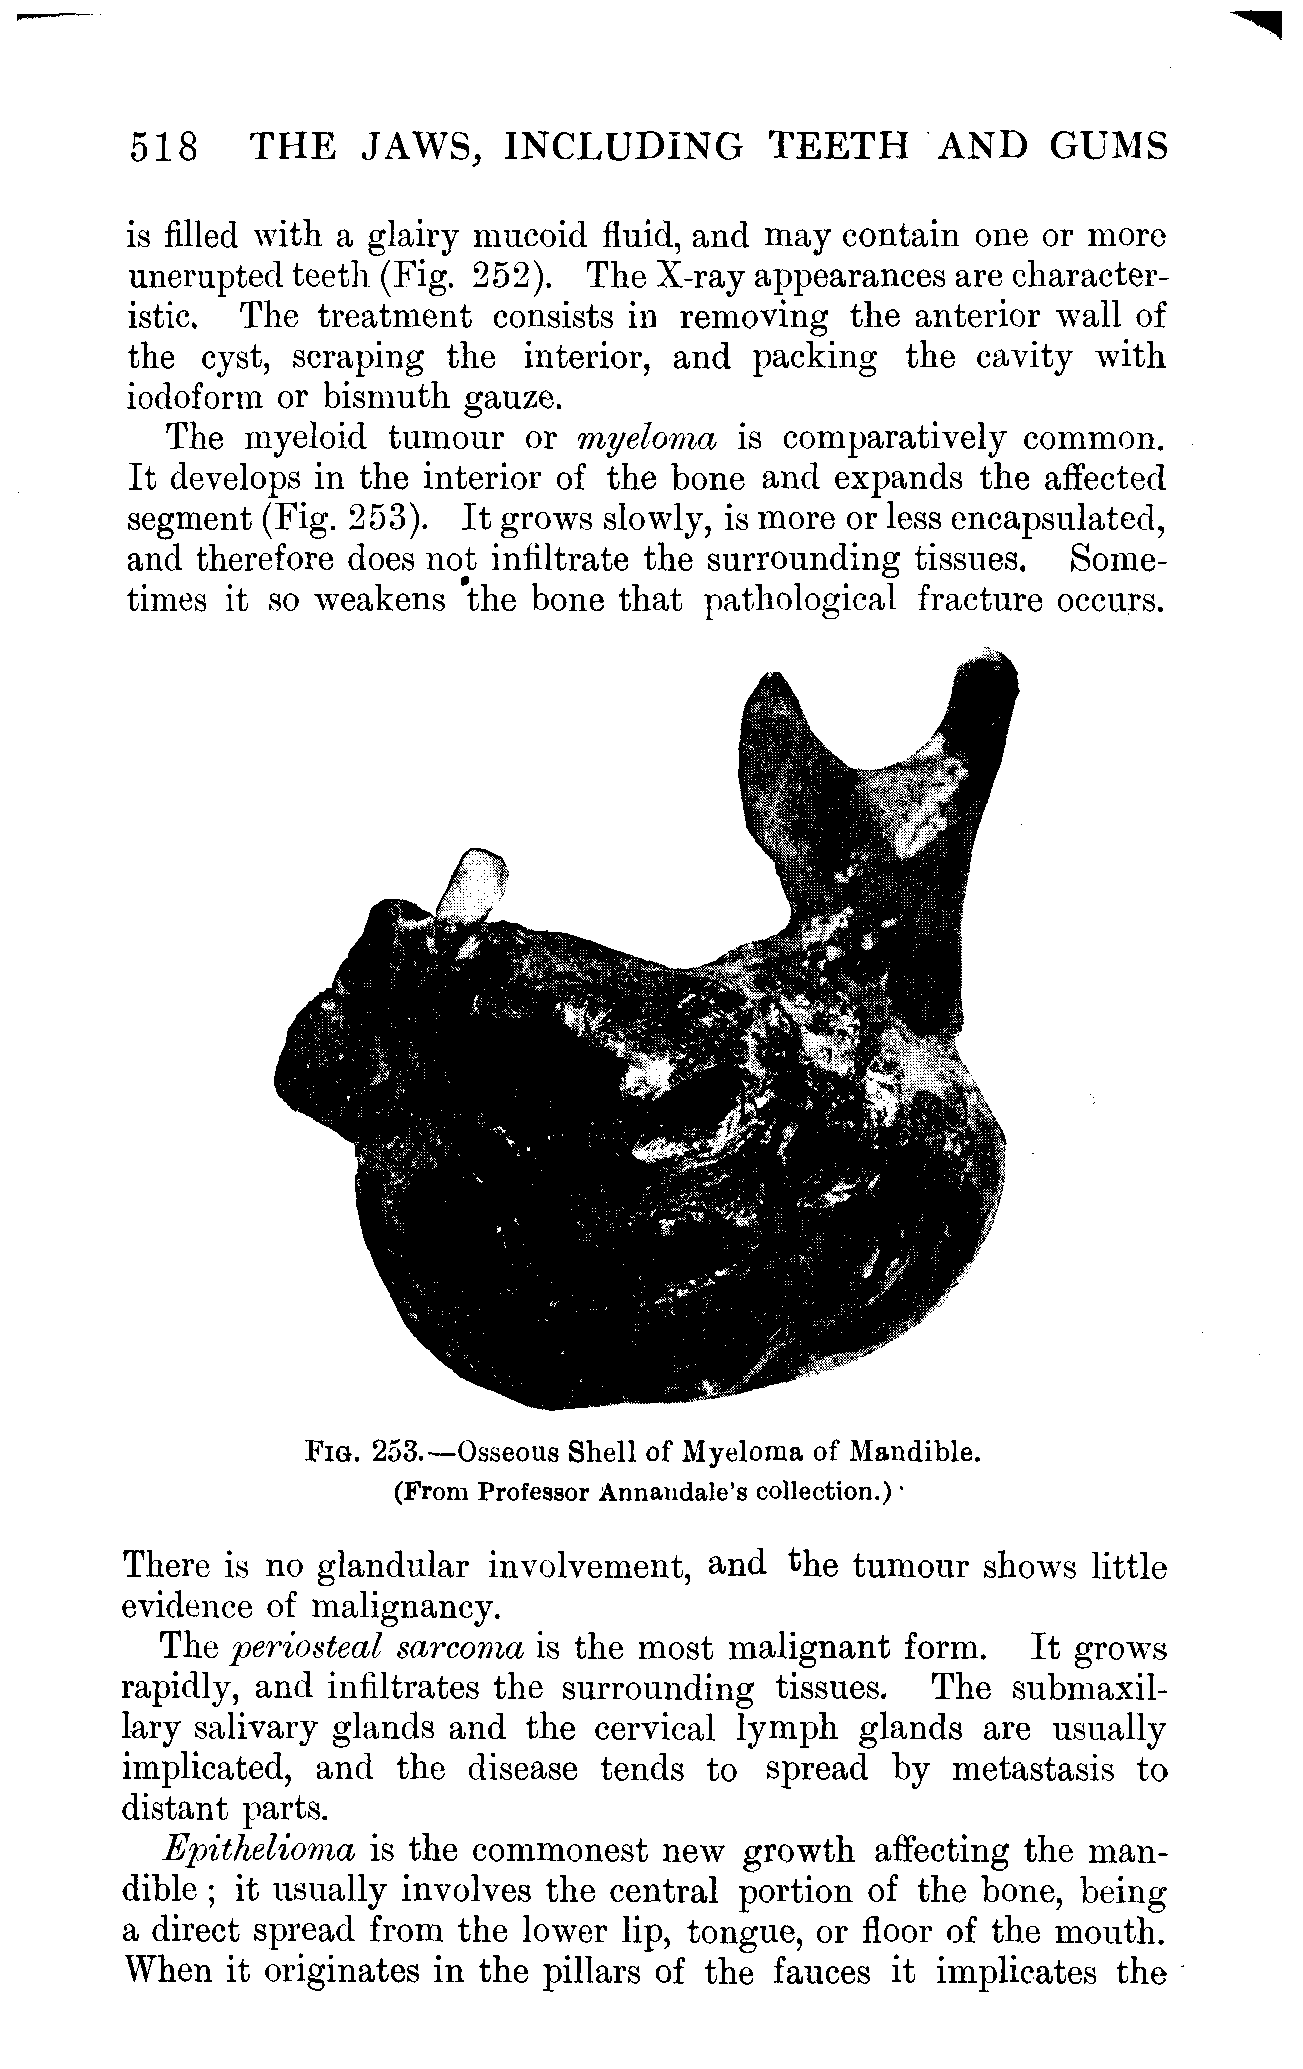 518 THE JAWS, INCLUDING TEETH AND GUMS
is filled with a glairy mucoid fluid, and may contain one or more
unerupted teeth (Fig. 252). The X-ray appearances are character-
istic. The treatment consists in removing the anterior wall of
the cyst, scraping the interior, and packing the cavity with
iodoform or bismuth gauze.
The myeloid tumour or myeloma is comparatively common.
It develops in the interior of the bone and expands the affected
segment (Fig. 253). It grows slowly, is more or less encapsulated,
and therefore does not infiltrate the surrounding tissues. Some-
times it so weakens the bone that pathological fracture occurs.
FIG. 253.—Osseous Shell of Myeloma of Mandible.
(From Professor Annandale's collection.)
There is no glandular involvement, and the tumour shows little
evidence of malignancy.
The periosteal sarcoma is the most malignant form. It grows
rapidly, and infiltrates the surrounding tissues. The submaxil-
lary salivary glands and the cervical lymph glands are usually
implicated, and the disease tends to spread by metastasis to
distant parts.
Epithelioma is the commonest new growth affecting the man-
dible ; it usually involves the central portion of the bone, being
a direct spread from the lower lip, tongue, or floor of the mouth.
When it originates in the pillars of the fauces it implicates the